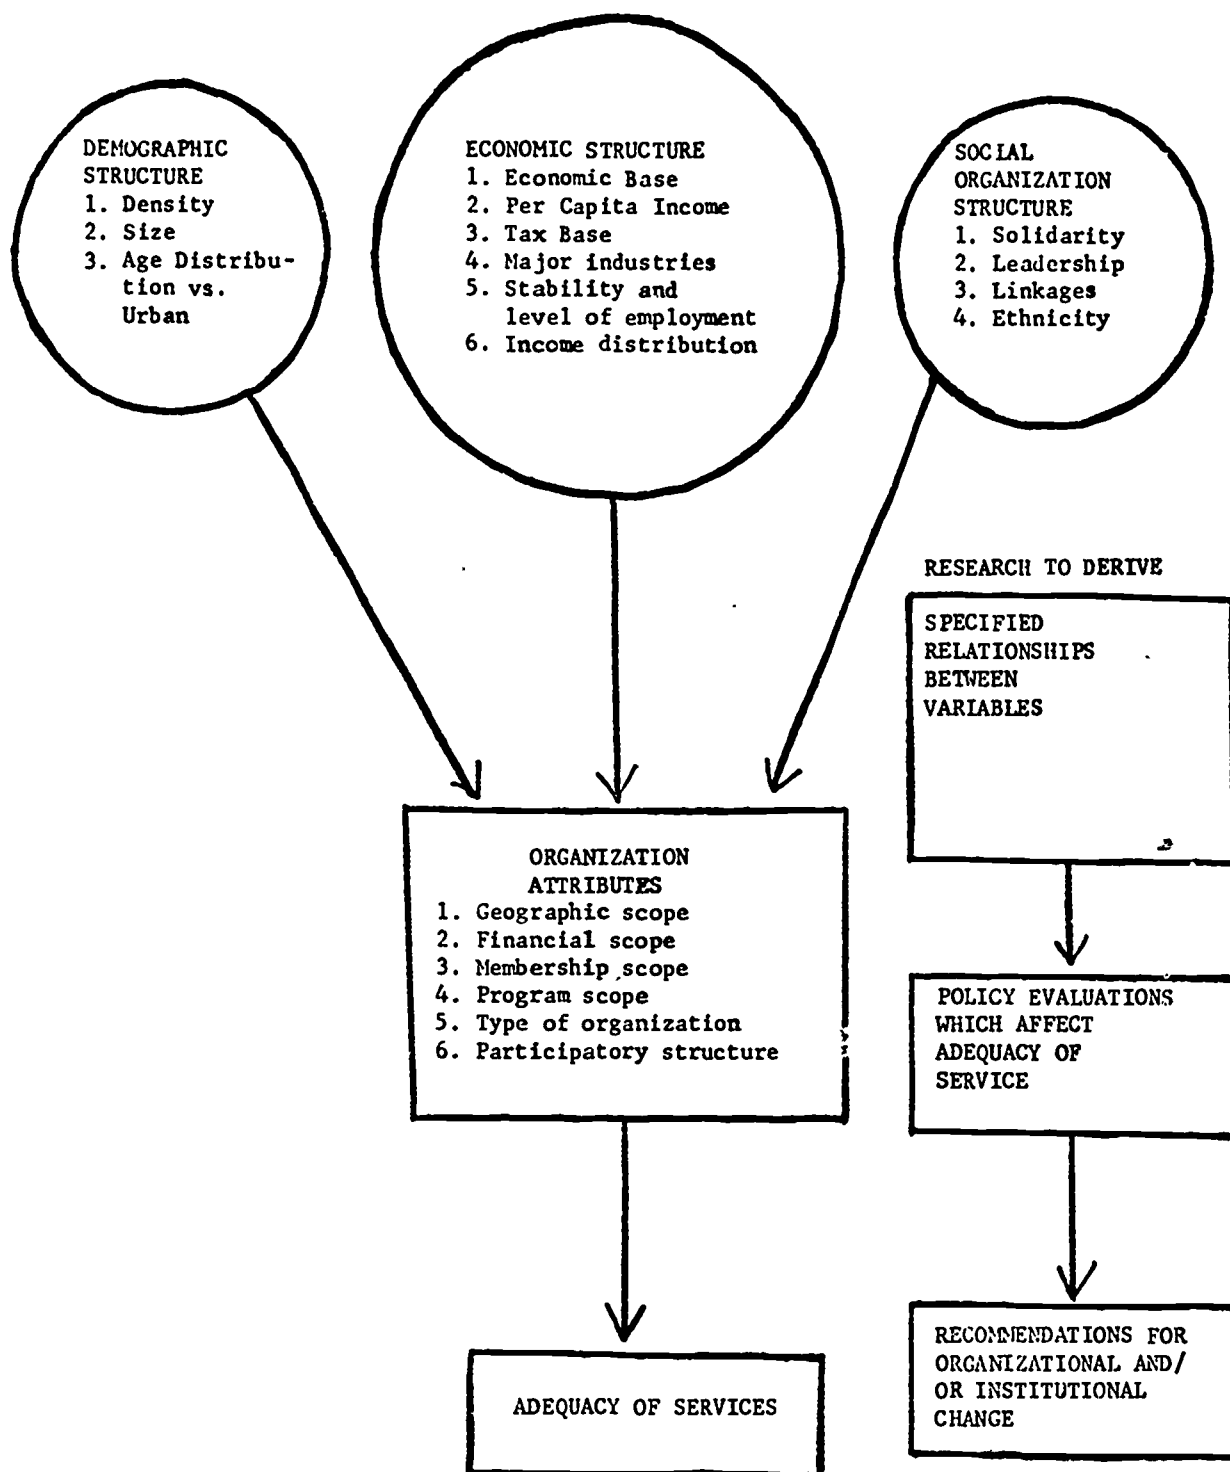 DEMOGRAPHIC
STRUCTURE
1. Density
2. Size
3. Age Distribu-
tion vs.
Urban
ECONOMIC STRUCTURE
1. Economic Base
2. Per Capita Income
3. Tax Base
4. Major industries
5. Stability and
level of employment
6. Income distribution
SOCIAL
ORGANIZATION
STRUCTURE
1. Solidarity
2. Leadership
3. Linkages
4. Ethnicity
RESEARCH TO DERIVE
SPECIFIED
RELATIONSHIPS
BETWEEN
VARIABLES
ORGANIZATION
ATTRIBUTES
1. Geographic scope
2. Financial scope
3. Membership scope
4. Program scope
5. Type of organization
6. Participatory structure
POLICY EVALUATIONS
WHICH AFFECT
ADEQUACY OF
SERVICE
ADEQUACY OF SERVICES
RECOMMENDATIONS FOR
ORGANIZATIONAL AND/
OR INSTITUTIONAL
CHANGE